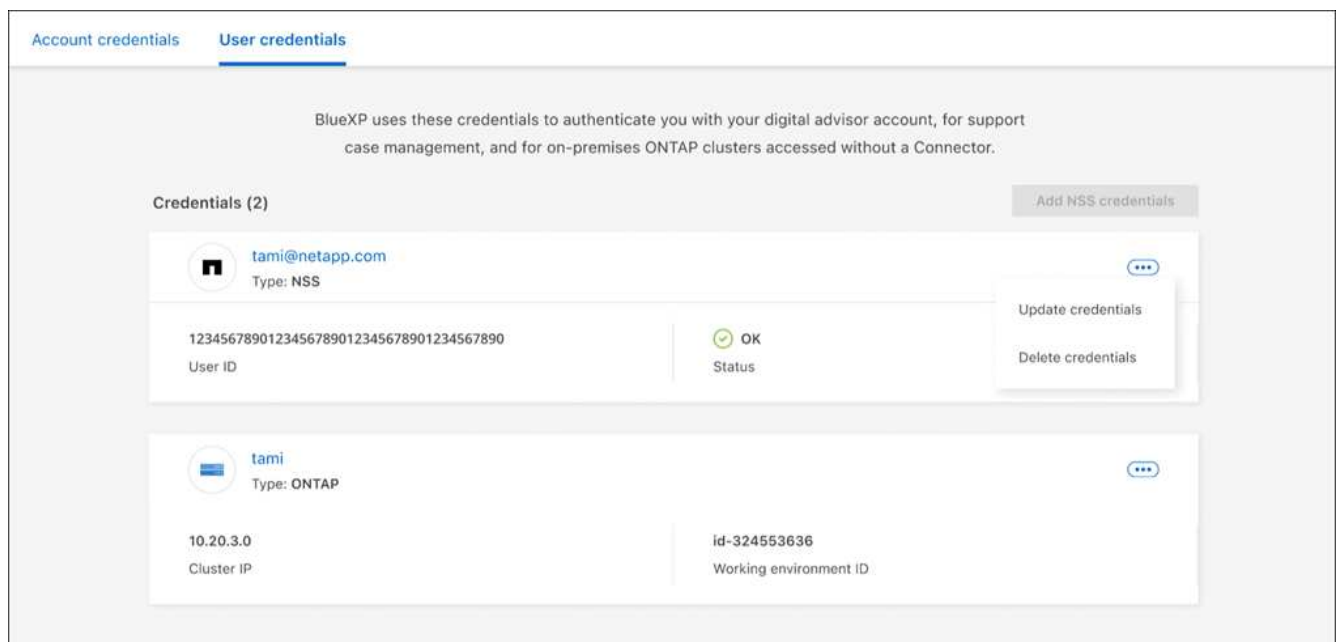 Account credentials
User credentials
BlueXP uses these credentials to authenticate you with your digital advisor account, for support
case management, and for on-premises ONTAP clusters accessed without a Connector.
Credentials (2)
Add NSS credentials
tami@netapp.com
Type: NSS
Update credentials
Delete credentials
1234567890123456789012345678901234567890
User ID
OK
Status
tami
Type: ONTAP
10.20.3.0
Cluster IP
id-324553636
Working environment ID